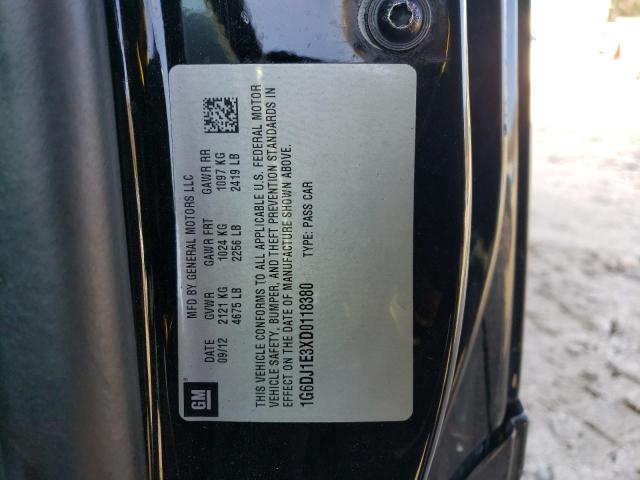 GM
MFD BY GENERAL MOTORS LLC
DATE GVWR GAWR FRT GAWR RR
09/12 2121 KG 1024 KG 1097 KG
4675 LB 2256 LB 2419 LB
THIS VEHICLE CONFORMS TO ALL APPLICABLE U.S. FEDERAL MOTOR
VEHICLE SAFETY, BUMPER, AND THEFT PREVENTION STANDARDS IN
EFFECT ON THE DATE OF MANUFACTURE SHOWN ABOVE.
1G6DJ1E3XD0118380 TYPE: PASS CAR